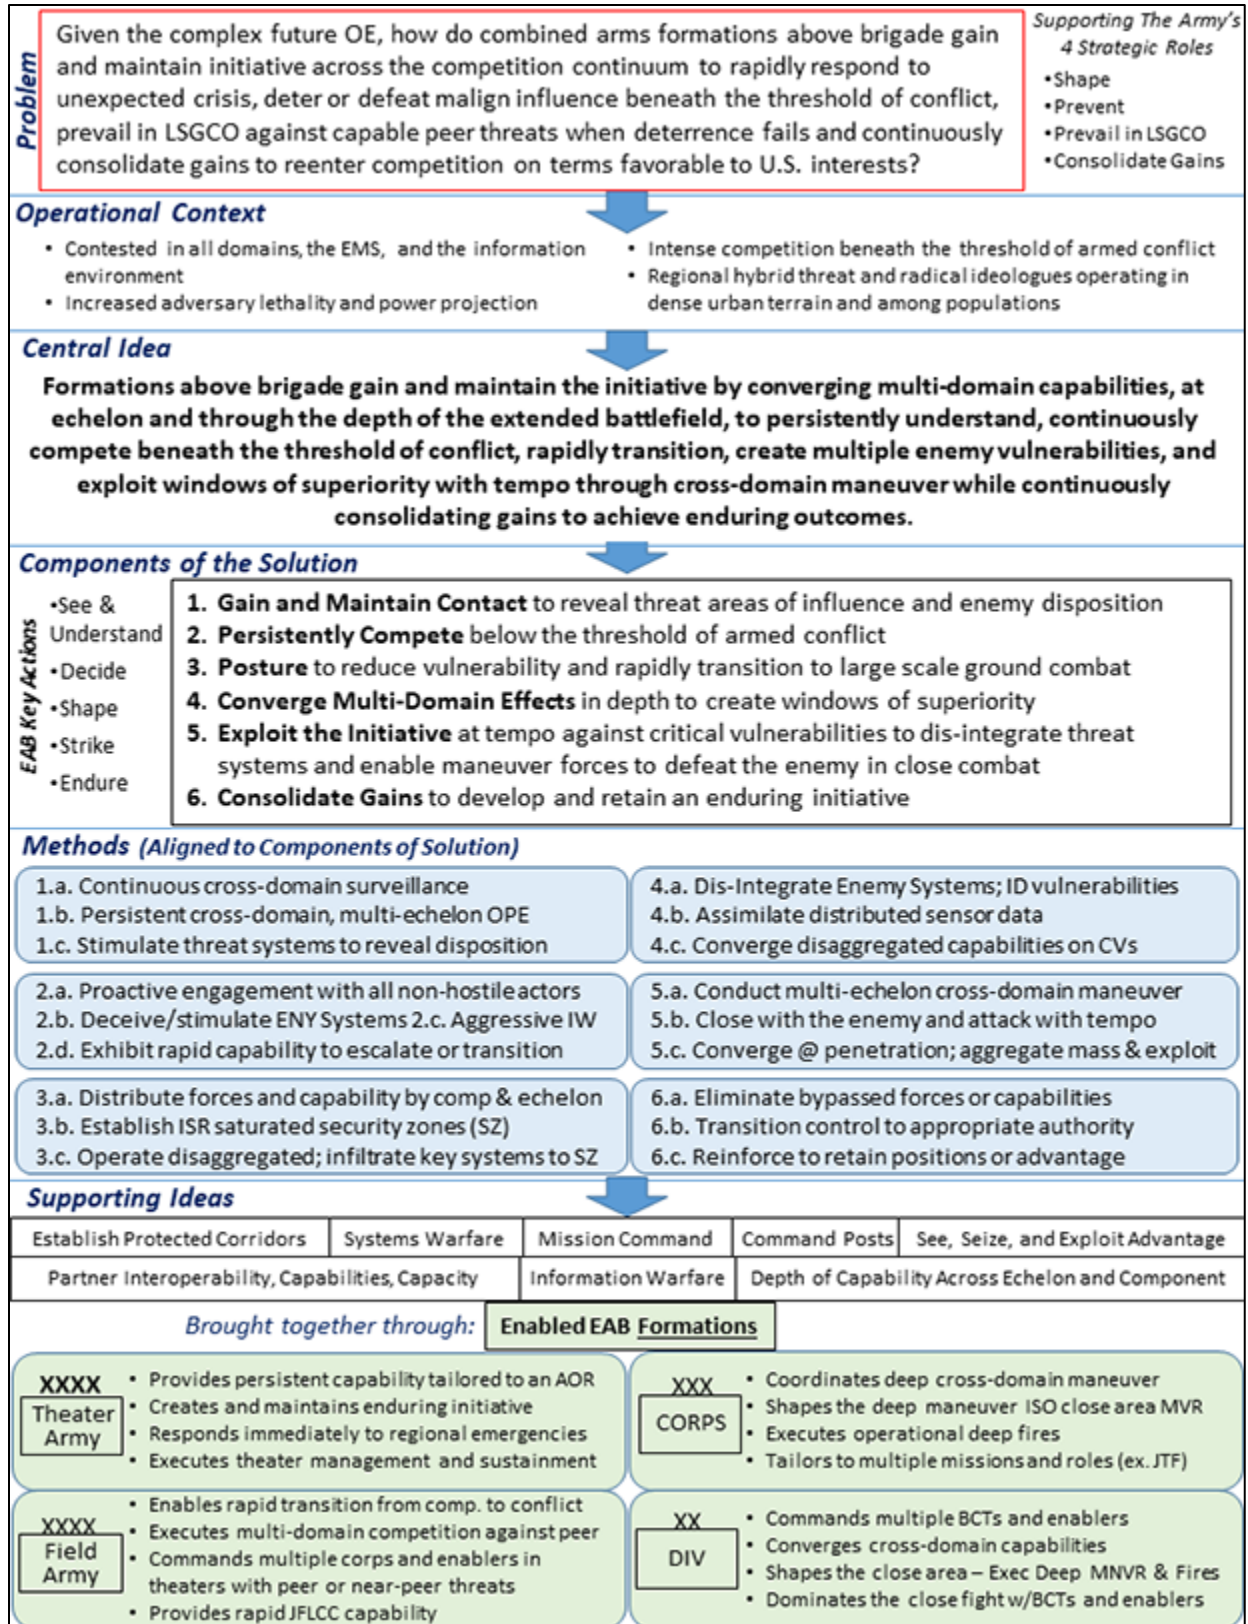 Problem
Given the complex future OE, how do combined arms formations above brigade gain
and maintain initiative across the competition continuum to rapidly respond to
unexpected crisis, deter or defeat malign influence beneath the threshold of conflict,
prevail in LSGCO against capable peer threats when deterrence fails and continuously
consolidate gains to reenter competition on terms favorable to U.S. interests?
Supporting The Army's
4 Strategic Roles
•Shape
•Prevent
•Prevail in LSGCO
•Consolidate Gains
Operational Context
• Contested in all domains, the EMS, and the information
environment
• Increased adversary lethality and power projection
• Intense competition beneath the threshold of armed conflict
• Regional hybrid threat and radical ideologues operating in
dense urban terrain and among populations
Central Idea
Formations above brigade gain and maintain the initiative by converging multi-domain capabilities, at
echelon and through the depth of the extended battlefield, to persistently understand, continuously
compete beneath the threshold of conflict, rapidly transition, create multiple enemy vulnerabilities, and
exploit windows of superiority with tempo through cross-domain maneuver while continuously
consolidating gains to achieve enduring outcomes.
Components of the Solution
EAB Key Actions
•See &
Understand
•Decide
•Shape
•Strike
•Endure
1. Gain and Maintain Contact to reveal threat areas of influence and enemy disposition
2. Persistently Compete below the threshold of armed conflict
3. Posture to reduce vulnerability and rapidly transition to large scale ground combat
4. Converge Multi-Domain Effects in depth to create windows of superiority
5. Exploit the Initiative at tempo against critical vulnerabilities to dis-integrate threat
systems and enable maneuver forces to defeat the enemy in close combat
6. Consolidate Gains to develop and retain an enduring initiative
Methods (Aligned to Components of Solution)
1.a. Continuous cross-domain surveillance
1.b. Persistent cross-domain, multi-echelon OPE
1.c. Stimulate threat systems to reveal disposition
4.a. Dis-Integrate Enemy Systems; ID vulnerabilities
4.b. Assimilate distributed sensor data
4.c. Converge disaggregated capabilities on CVs
2.a. Proactive engagement with all non-hostile actors
2.b. Deceive/stimulate ENY Systems 2.c. Aggressive IW
2.d. Exhibit rapid capability to escalate or transition
5.a. Conduct multi-echelon cross-domain maneuver
5.b. Close with the enemy and attack with tempo
5.c. Converge @ penetration; aggregate mass & exploit
3.a. Distribute forces and capability by comp & echelon
3.b. Establish ISR saturated security zones (SZ)
3.c. Operate disaggregated; infiltrate key systems to SZ
6.a. Eliminate bypassed forces or capabilities
6.b. Transition control to appropriate authority
6.c. Reinforce to retain positions or advantage
Supporting Ideas
Establish Protected Corridors
Systems Warfare
Mission Command
Command Posts
See, Seize, and Exploit Advantage
Partner Interoperability, Capabilities, Capacity
Information Warfare
Depth of Capability Across Echelon and Component
Brought together through:
Enabled EAB Formations
XXXX
Theater
Army
• Provides persistent capability tailored to an AOR
• Creates and maintains enduring initiative
• Responds immediately to regional emergencies
• Executes theater management and sustainment
XXX
CORPS
• Coordinates deep cross-domain maneuver
• Shapes the deep maneuver ISO close area MVR
• Executes operational deep fires
• Tailors to multiple missions and roles (ex. JTF)
XXXX
Field
Army
• Enables rapid transition from comp. to conflict
• Executes multi-domain competition against peer
• Commands multiple corps and enablers in
theaters with peer or near-peer threats
• Provides rapid JFLCC capability
XX
DIV
• Commands multiple BCTs and enablers
• Converges cross-domain capabilities
• Shapes the close area – Exec Deep MNVR & Fires
• Dominates the close fight w/BCTs and enablers